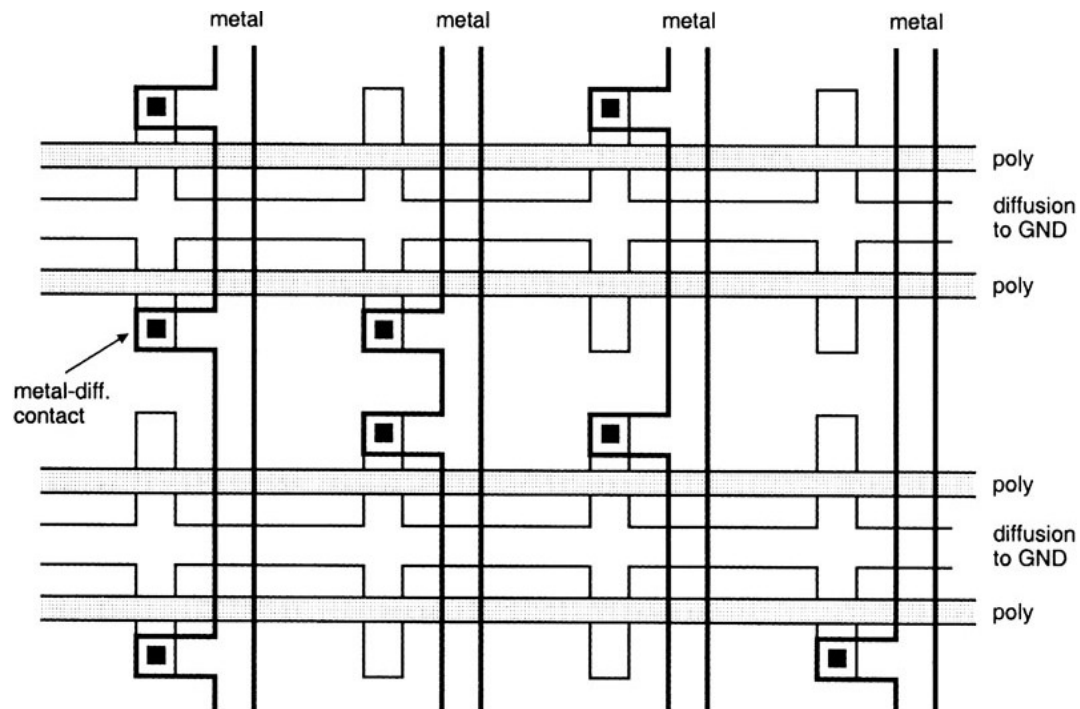 metal
metal
metal
metal
poly
diffusion
to GND
poly
metal-diff.
contact
poly
diffusion
to GND
poly